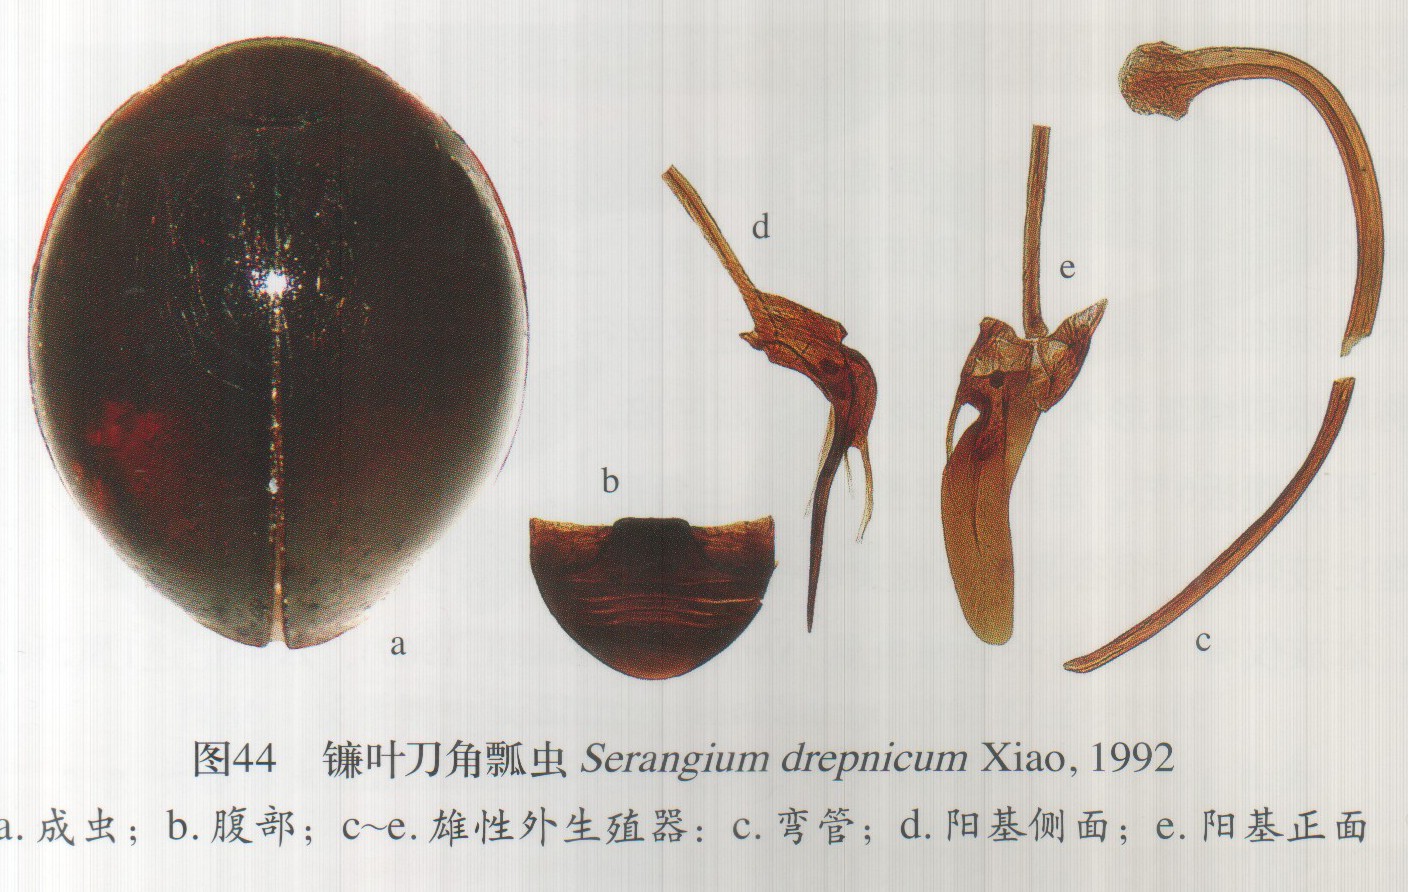 d
e
b
a
c
图44 镰叶刀角瓢虫 Serangium drepnicum Xiao, 1992
a. 成虫；b. 腹部；c~e. 雄性外生殖器：c. 弯管；d. 阳基侧面；e. 阳基正面